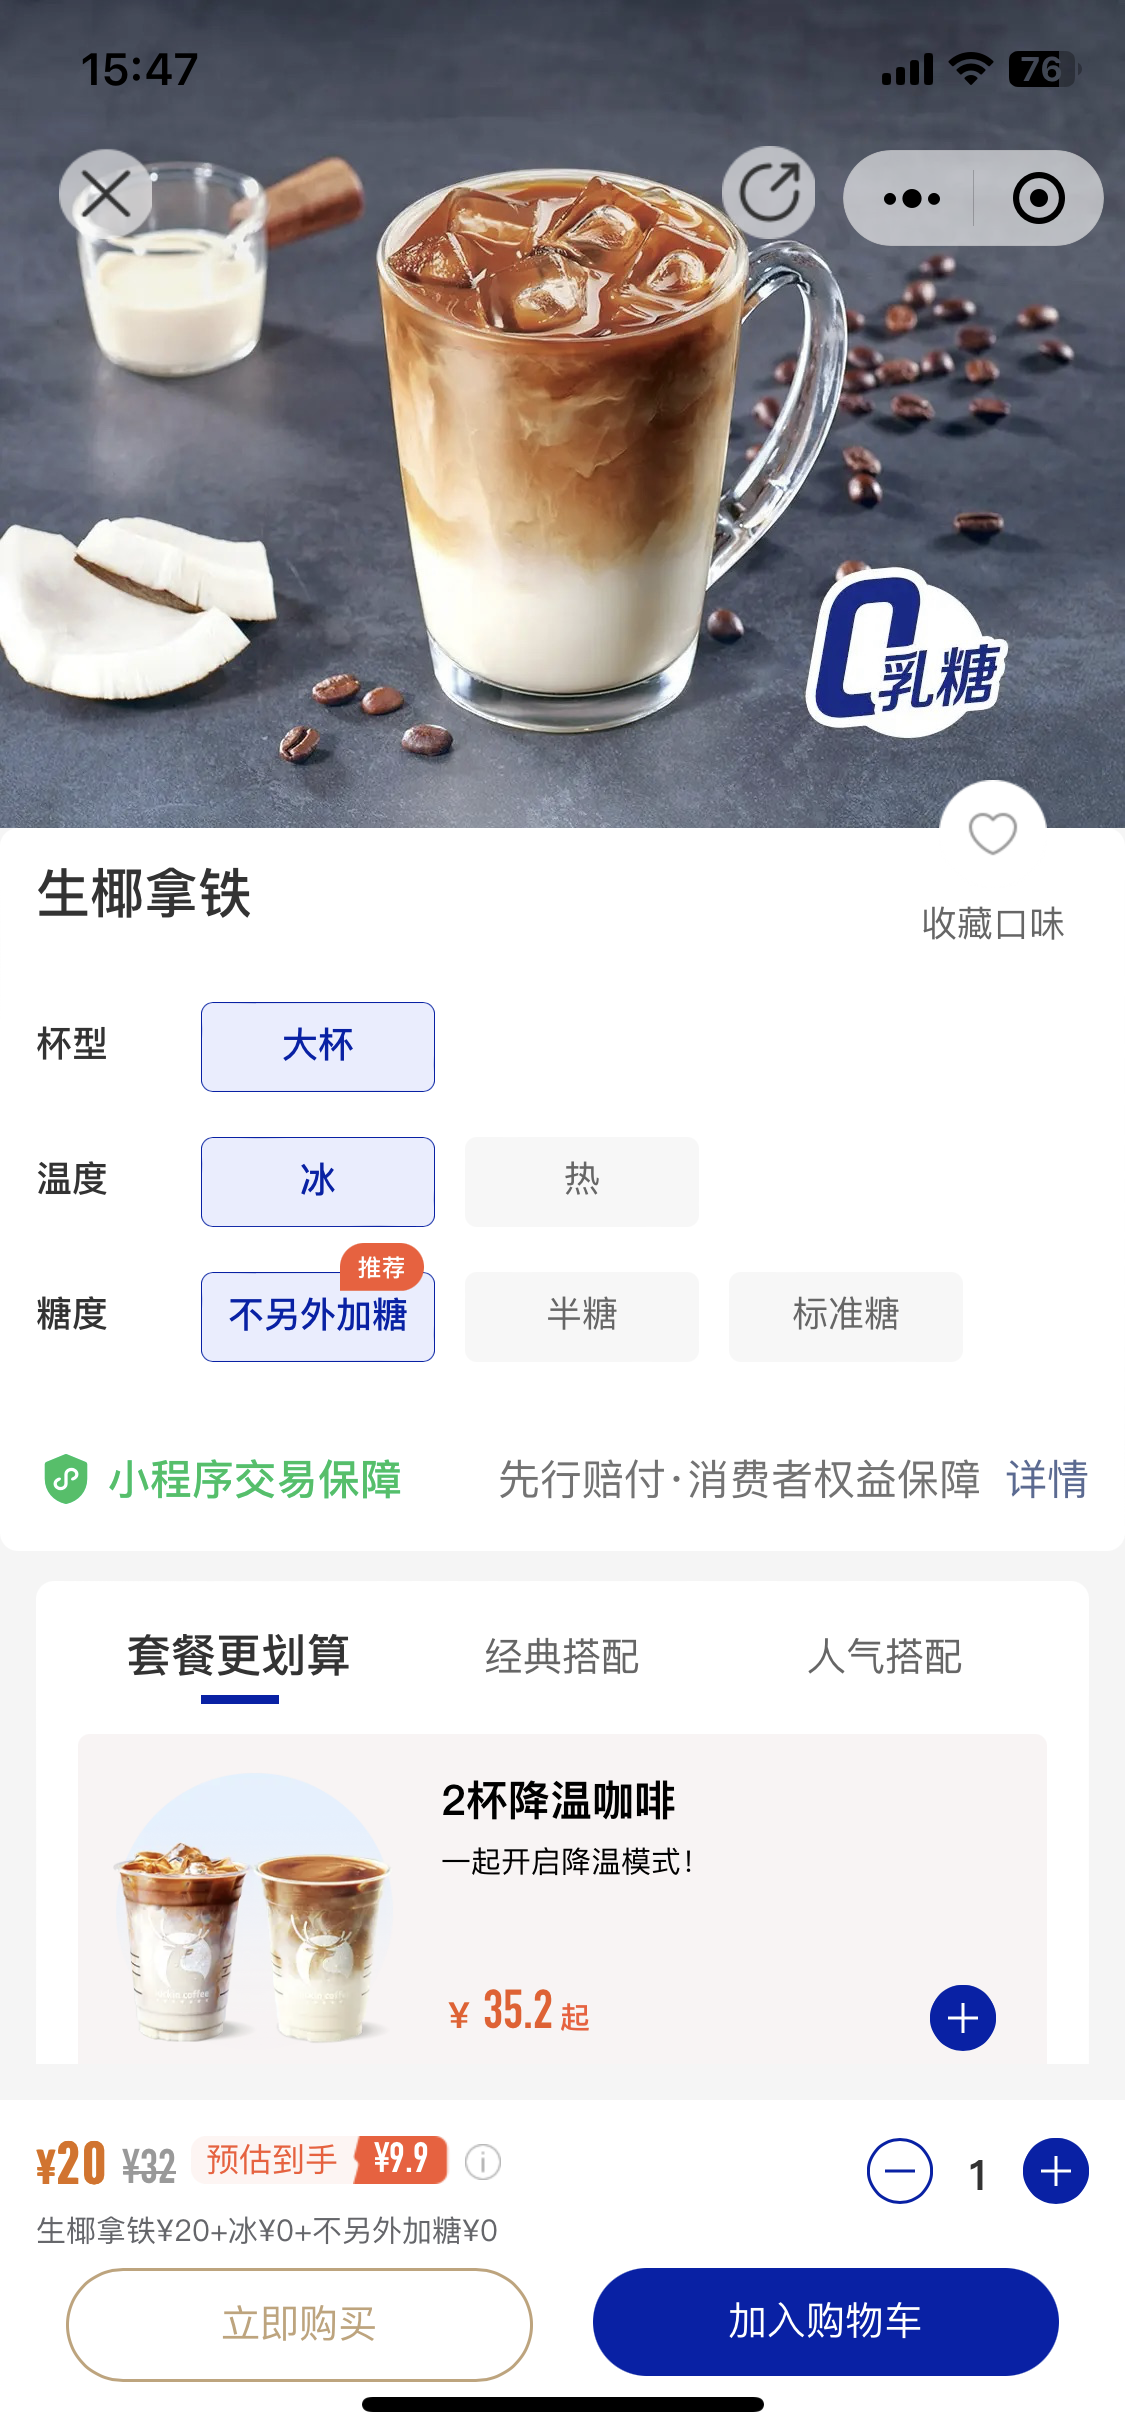 15:47
76
0乳糖
生椰拿铁
收藏口味
杯型
大杯
温度
冰
热
推荐
糖度
不另外加糖
半糖
标准糖
小程序交易保障
先行赔付·消费者权益保障 详情
套餐更划算
经典搭配
人气搭配
2杯降温咖啡
一起开启降温模式!
¥ 35.2 起
¥20 ¥32 预估到手 ¥9.9
1
生椰拿铁¥20+冰¥0+不另外加糖¥0
立即购买
加入购物车